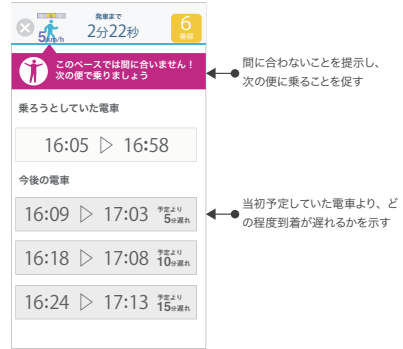 発車まで
5km/h
2分22秒
6
番線
このペースでは間に合いません！
次の便で乗りましょう
間に合わないことを提示し、
次の便に乗ることを促す
乗ろうとしていた電車
16:05 ▷ 16:58
今後の電車
16:09 ▷ 17:03 予定より
5分遅れ
当初予定していた電車より、ど
の程度到着が遅れるかを示す
16:18 ▷ 17:08 予定より
10分遅れ
16:24 ▷ 17:13 予定より
15分遅れ